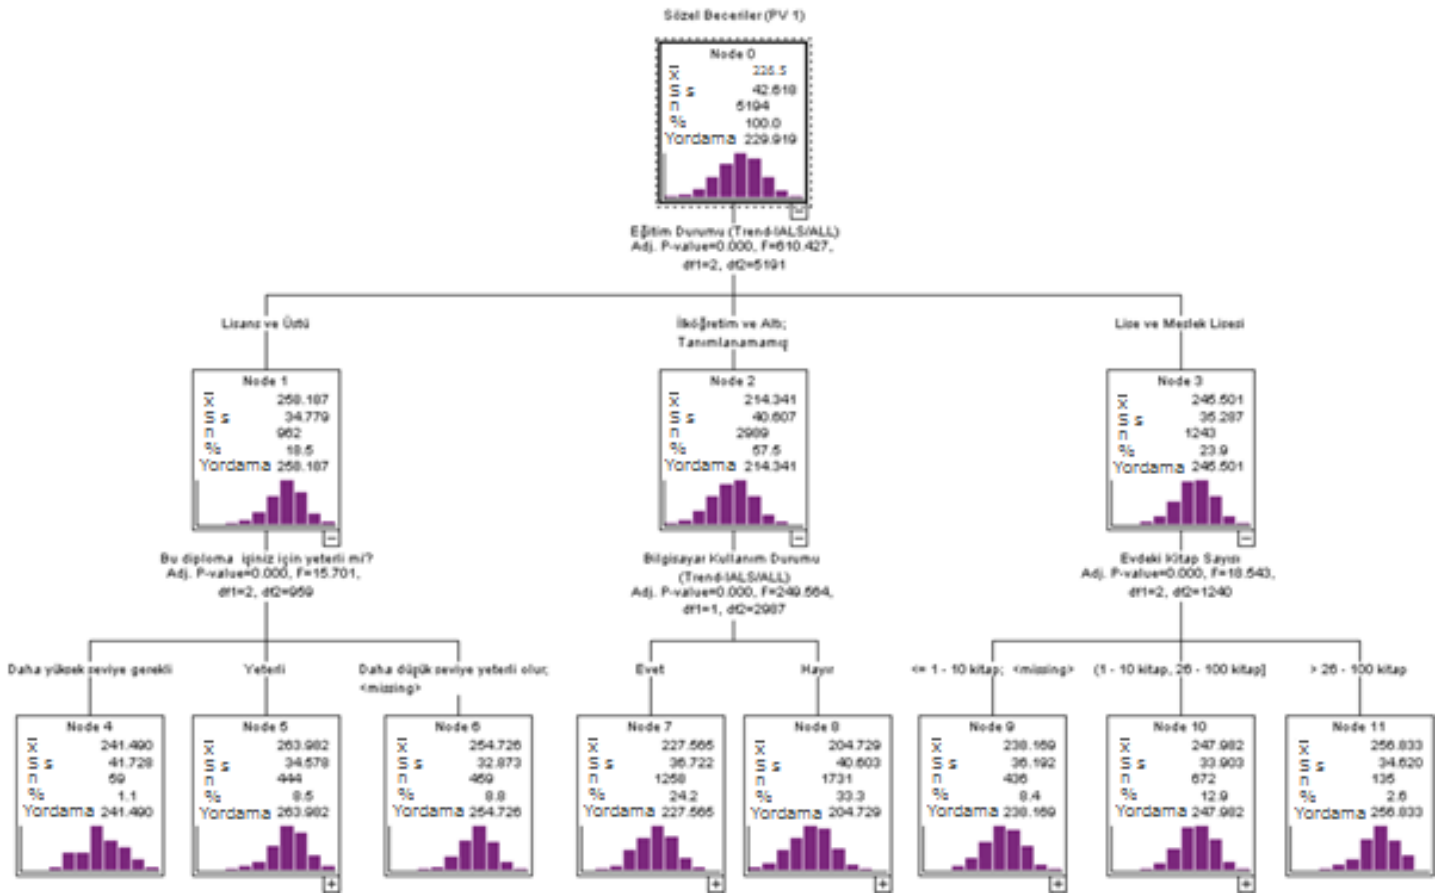 Sözel Beceriler (PV 1)
Node 0
x̄ 226.5
S s 42.618
n 5194
% 100.0
Yordama 229.919
Eğitim Durumu (Trend-IALS/ALL)
Adj. P-value=0.000, F=610.427,
df1=2, df2=5191
Lisans ve Üstü
İlköğretim ve Altı;
Tanımlanamamış
Lise ve Meslek Lisesi
Node 1
x̄ 258.187
S s 34.779
n 962
% 18.5
Yordama 258.187
Node 2
x̄ 214.341
S s 40.607
n 2989
% 57.5
Yordama 214.341
Node 3
x̄ 245.501
S s 35.287
n 1243
% 23.9
Yordama 245.501
Bu diploma işiniz için yeterli mi?
Adj. P-value=0.000, F=15.701,
df1=2, df2=959
Bilgisayar Kullanım Durumu
(Trend-IALS/ALL)
Adj. P-value=0.000, F=249.564,
df1=1, df2=2987
Evdeki Kitap Sayısı
Adj. P-value=0.000, F=18.543,
df1=2, df2=1240
Daha yüksek seviye gerekli
Yeterli
Daha düşük seviye yeterli olur;
<missing>
Evet
Hayır
<= 1 - 10 kitap; <missing>
(1 - 10 kitap, 26 - 100 kitap]
> 26 - 100 kitap
Node 4
x̄ 241.490
S s 41.728
n 59
% 1.1
Yordama 241.490
Node 5
x̄ 263.982
S s 34.578
n 444
% 8.5
Yordama 263.982
Node 6
x̄ 254.726
S s 32.873
n 459
% 8.8
Yordama 254.726
Node 7
x̄ 227.565
S s 36.722
n 1258
% 24.2
Yordama 227.565
Node 8
x̄ 204.729
S s 40.603
n 1731
% 33.3
Yordama 204.729
Node 9
x̄ 238.169
S s 36.192
n 436
% 8.4
Yordama 238.169
Node 10
x̄ 247.982
S s 33.903
n 672
% 12.9
Yordama 247.982
Node 11
x̄ 256.833
S s 34.620
n 135
% 2.6
Yordama 256.833